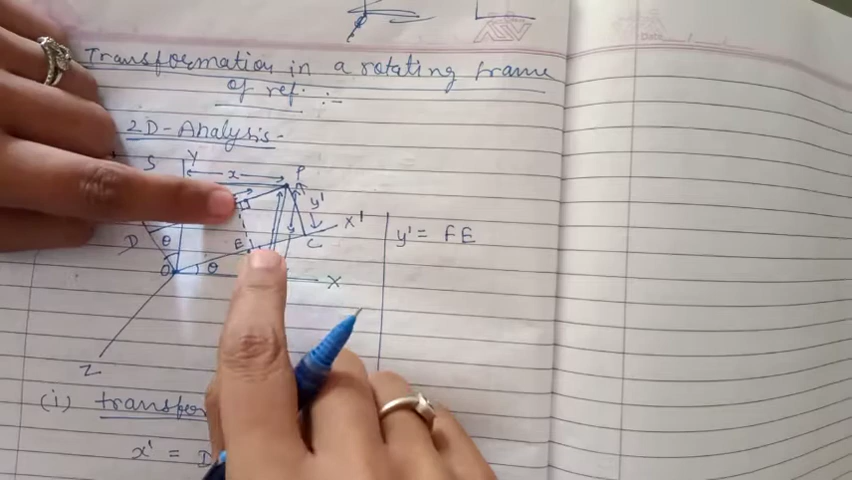 Transformation in a rotating frame
of ref. :-
2D-Analysis-
S
Y
x
P
y'
X'
D
θ
E
y
C
y' = FE
O
θ
X
Z
(i)
x' =